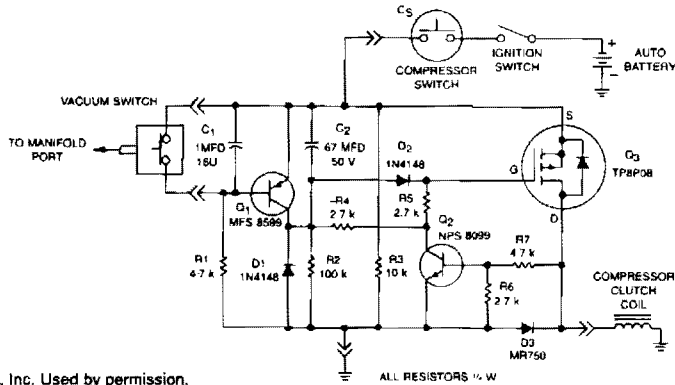 CS
COMPRESSOR SWITCH
IGNITION SWITCH
+
−
AUTO BATTERY
VACUUM SWITCH
TO MANIFOLD PORT
C1
1MFD
16U
C2
67 MFD
50 V
D2
1N4148
S
G
D
Q3
TP8P08
Q1
MFS 8599
R4
2.7 k
R5
2.7 k
Q2
NPS 8099
R7
4.7 k
R1
4.7 k
D1
1N4148
R2
100 k
R3
10 k
R6
2.7 k
D3
MR750
COMPRESSOR CLUTCH COIL
, Inc. Used by permission.
ALL RESISTORS ¼ W